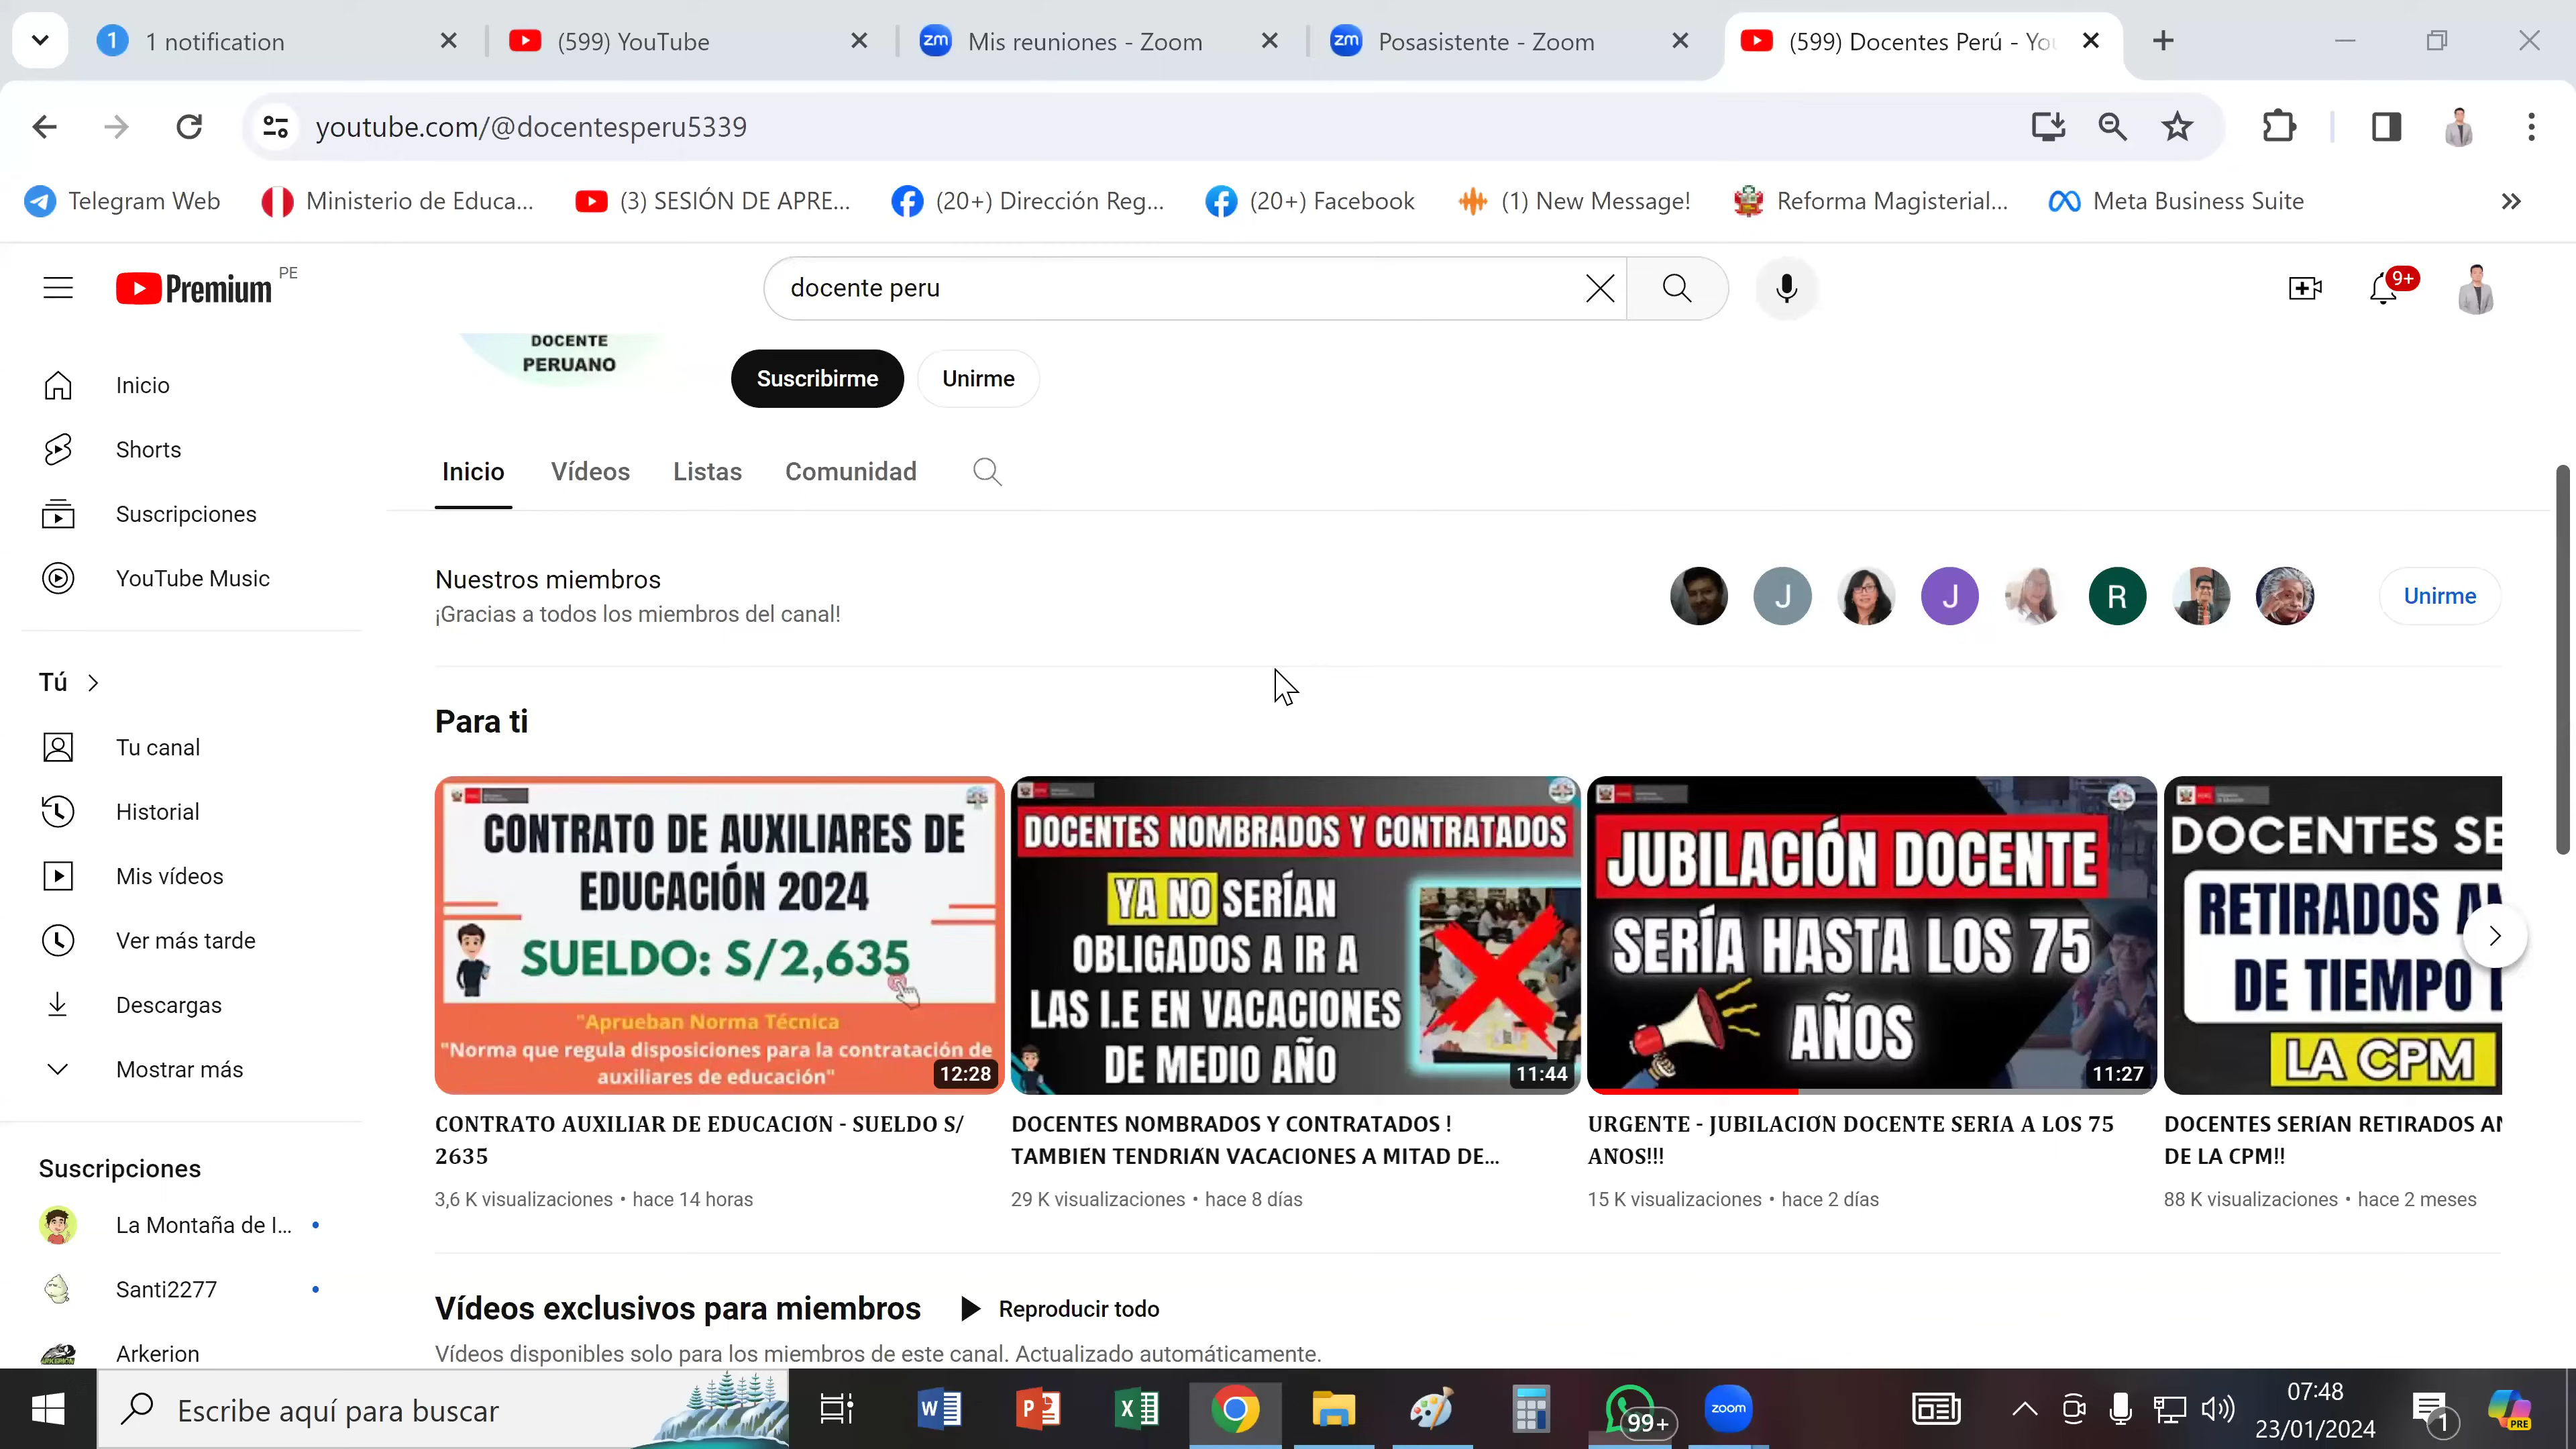 1 notification
(599) YouTube
Mis reuniones - Zoom
Posasistente - Zoom
(599) Docentes Perú - You
youtube.com/@docentesperu5339
Telegram Web
Ministerio de Educa...
(3) SESIÓN DE APRE...
(20+) Dirección Reg...
(20+) Facebook
(1) New Message!
Reforma Magisterial...
Meta Business Suite
Premium
PE
docente peru
9+
DOCENTE
PERUANO
Suscribirme
Unirme
Inicio
Shorts
Suscripciones
YouTube Music
Tú
Tu canal
Historial
Mis vídeos
Ver más tarde
Descargas
Mostrar más
Suscripciones
La Montaña de I...
Santi2277
Arkerion
Inicio
Vídeos
Listas
Comunidad
Nuestros miembros
¡Gracias a todos los miembros del canal!
J
J
R
Unirme
Para ti
CONTRATO DE AUXILIARES DE
EDUCACIÓN 2024
SUELDO: S/2,635
"Aprueban Norma Técnica
"Norma que regula disposiciones para la contratación de
auxiliares de educación"
12:28
CONTRATO AUXILIAR DE EDUCACIÓN - SUELDO S/
2635
3,6 K visualizaciones • hace 14 horas
DOCENTES NOMBRADOS Y CONTRATADOS
YA NO SERÍAN
OBLIGADOS A IR A
LAS I.E EN VACACIONES
DE MEDIO AÑO
11:44
DOCENTES NOMBRADOS Y CONTRATADOS !
TAMBIÉN TENDRÍAN VACACIONES A MITAD DE...
29 K visualizaciones • hace 8 días
JUBILACIÓN DOCENTE
SERÍA HASTA LOS 75
AÑOS
11:27
URGENTE - JUBILACIÓN DOCENTE SERÍA A LOS 75
AÑOS!!!
15 K visualizaciones • hace 2 días
DOCENTES SE
RETIRADOS A
DE TIEMPO
LA CPM
DOCENTES SERÍAN RETIRADOS AN
DE LA CPM!!
88 K visualizaciones • hace 2 meses
Vídeos exclusivos para miembros
Reproducir todo
Vídeos disponibles solo para los miembros de este canal. Actualizado automáticamente.
Escribe aquí para buscar
99+
zoom
07:48
23/01/2024
1
PRE